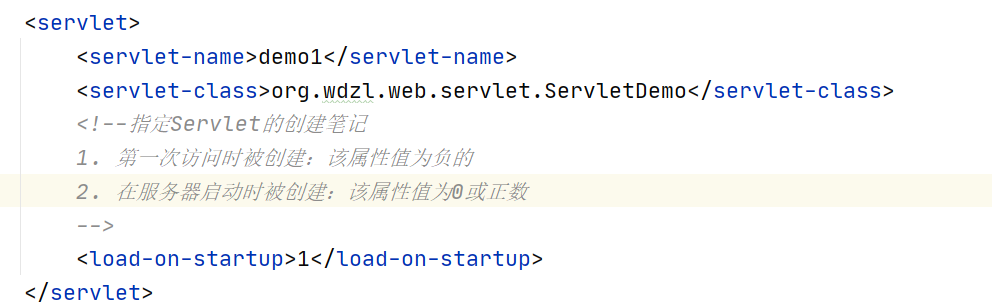 <servlet>
<servlet-name>demo1</servlet-name>
<servlet-class>org.wdzl.web.servlet.ServletDemo</servlet-class>
<!--指定Servlet的创建笔记
1. 第一次访问时被创建：该属性值为负的
2. 在服务器启动时被创建：该属性值为0或正数
-->
<load-on-startup>1</load-on-startup>
</servlet>